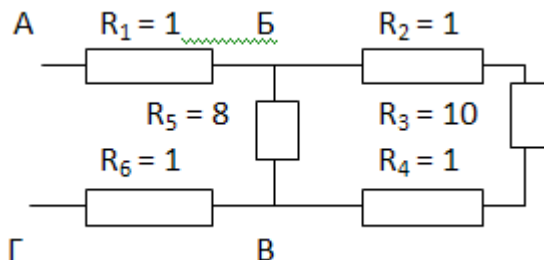 А R₁ = 1 Б R₂ = 1
R₅ = 8 R₃ = 10
R₆ = 1 R₄ = 1
Г В